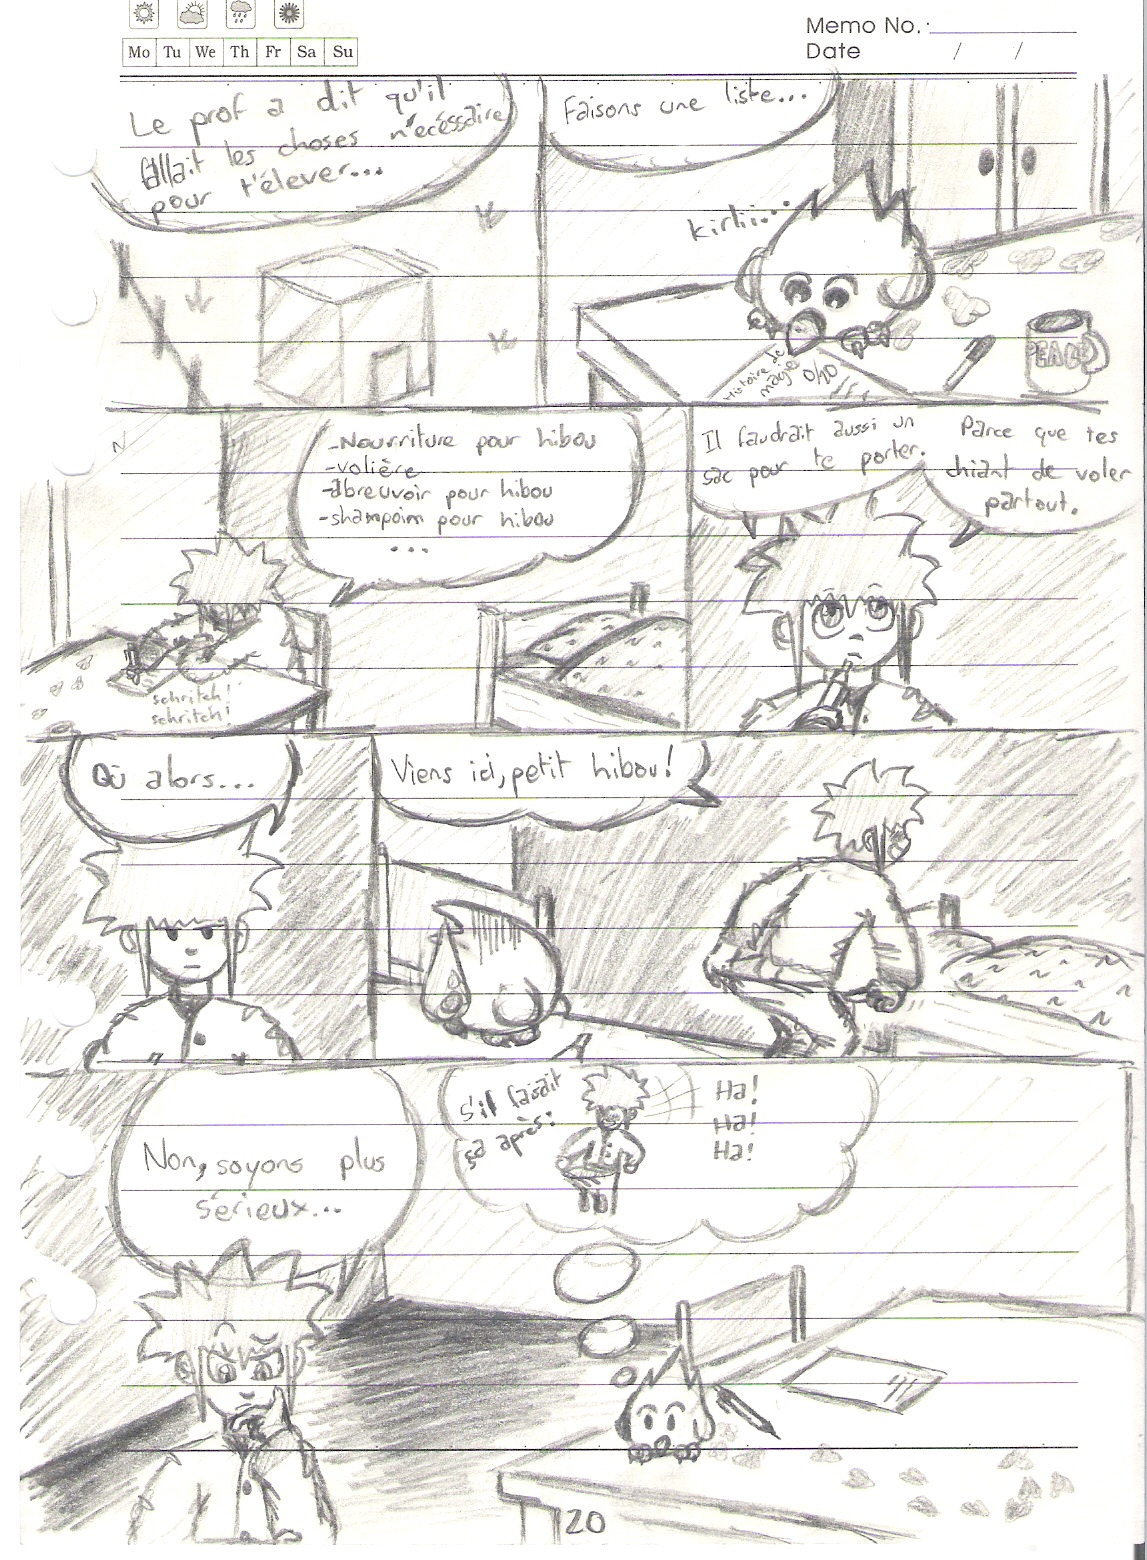 Memo No.:
Mo Tu We Th Fr Sa Su
Date / /
Le prof a dit qu'il
fallait les choses n'ecéssaire
pour t'élever...
Faisons une liste...
Kirlii...
Histoire de
magie
PEACE
-Nourriture pour hibou
-volière
-abreuvoir pour hibou
-shampoim pour hibou
...
schritch!
schritch!
Il faudrait aussi un
sac pour te porter.
Parce que tes
chiant de voler
partout.
Où alors...
Viens ici, petit hibou!
Non, soyons plus
sérieux...
S'il faisait
ça après:
Ha!
Ha!
Ha!
20